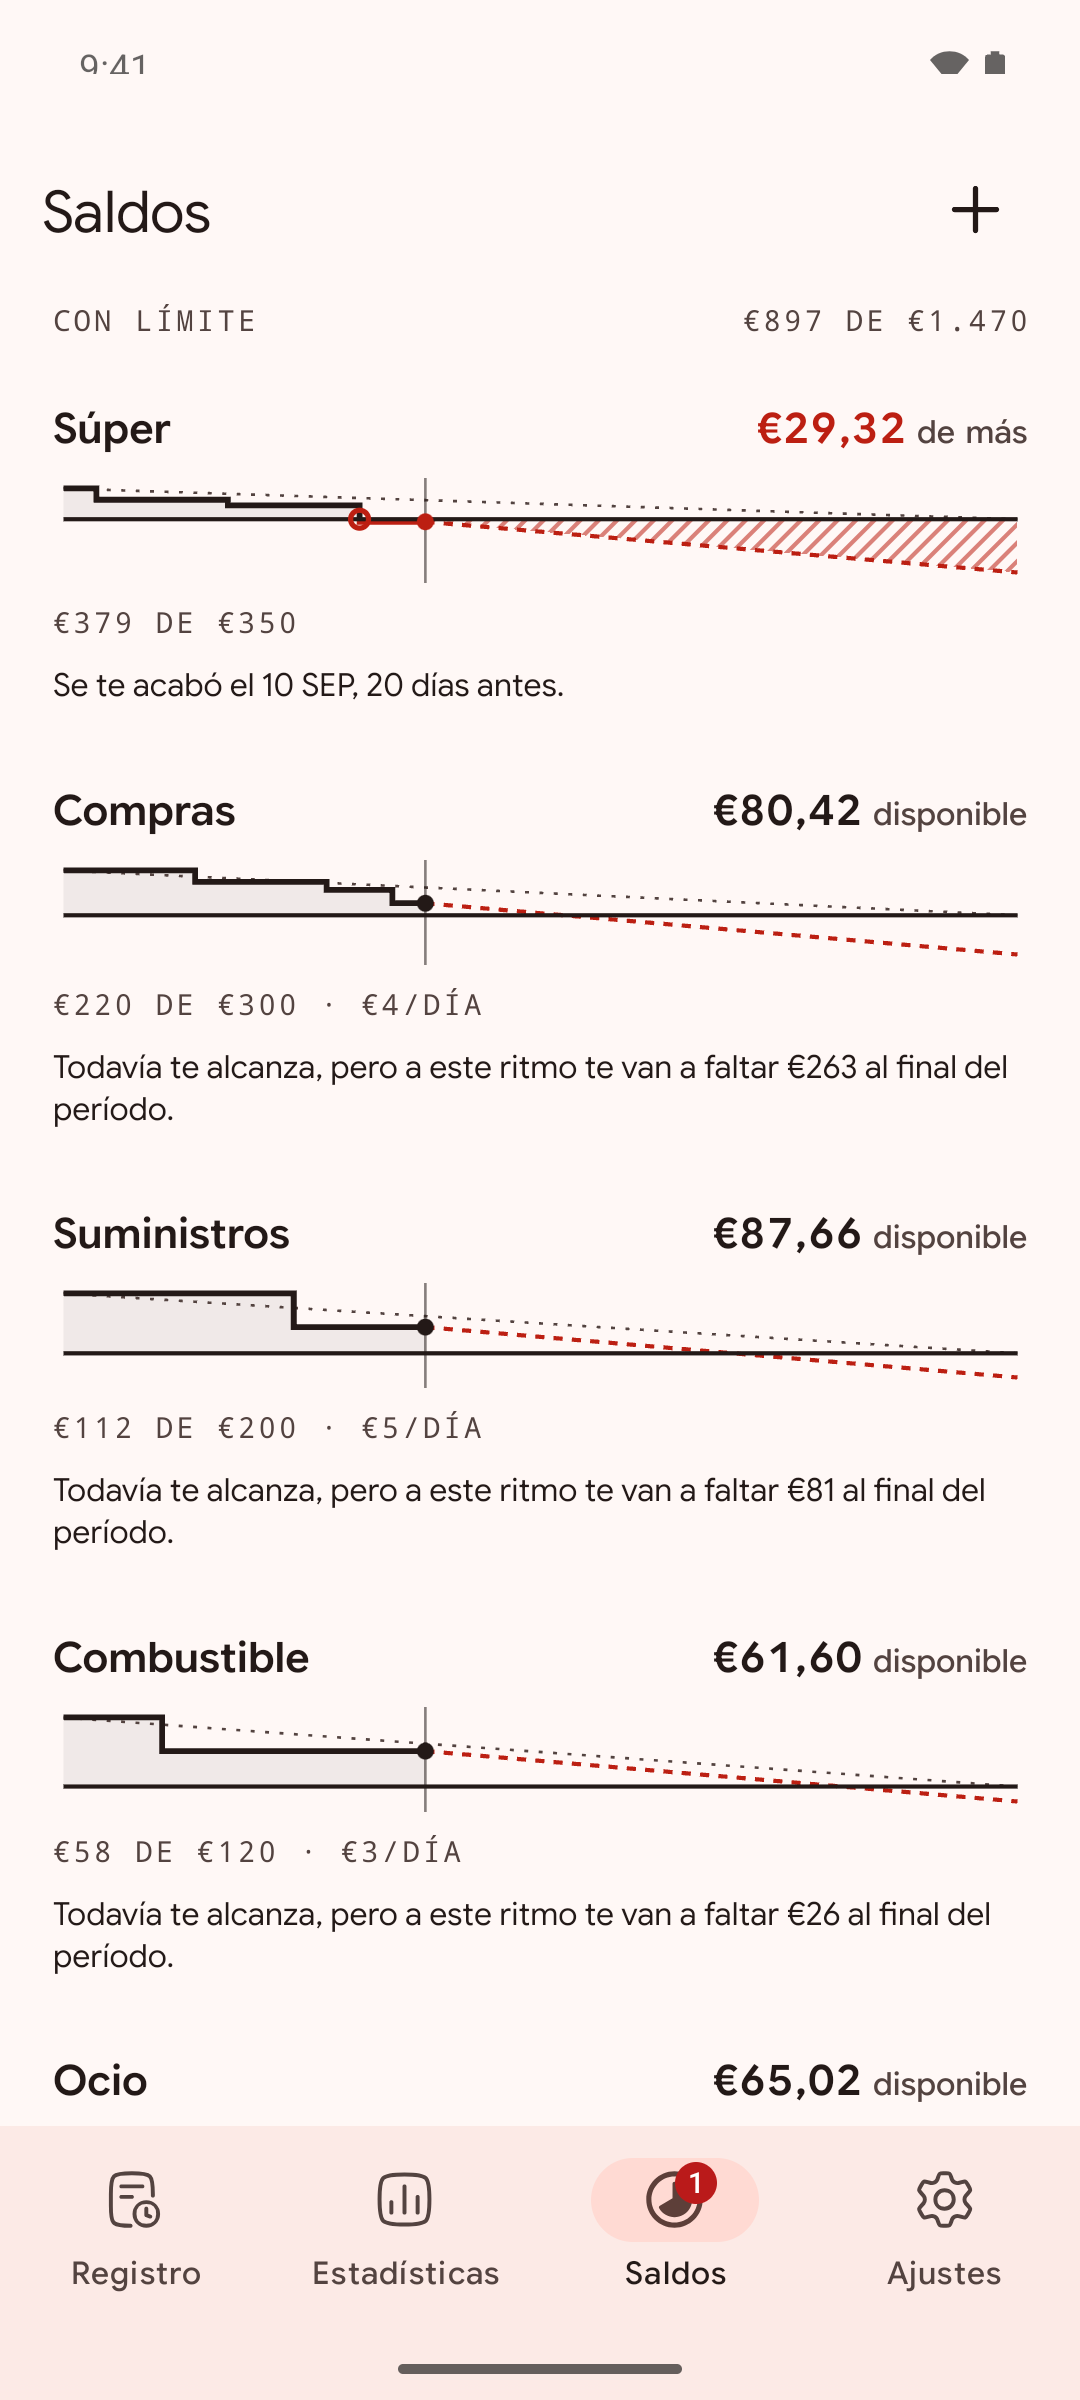 9:41
Saldos
CON LÍMITE €897 DE €1.470
Súper €29,32 de más
€379 DE €350
Se te acabó el 10 SEP, 20 días antes.
Compras €80,42 disponible
€220 DE €300 · €4/DÍA
Todavía te alcanza, pero a este ritmo te van a faltar €263 al final del
período.
Suministros €87,66 disponible
€112 DE €200 · €5/DÍA
Todavía te alcanza, pero a este ritmo te van a faltar €81 al final del
período.
Combustible €61,60 disponible
€58 DE €120 · €3/DÍA
Todavía te alcanza, pero a este ritmo te van a faltar €26 al final del
período.
Ocio €65,02 disponible
1
Registro Estadísticas Saldos Ajustes